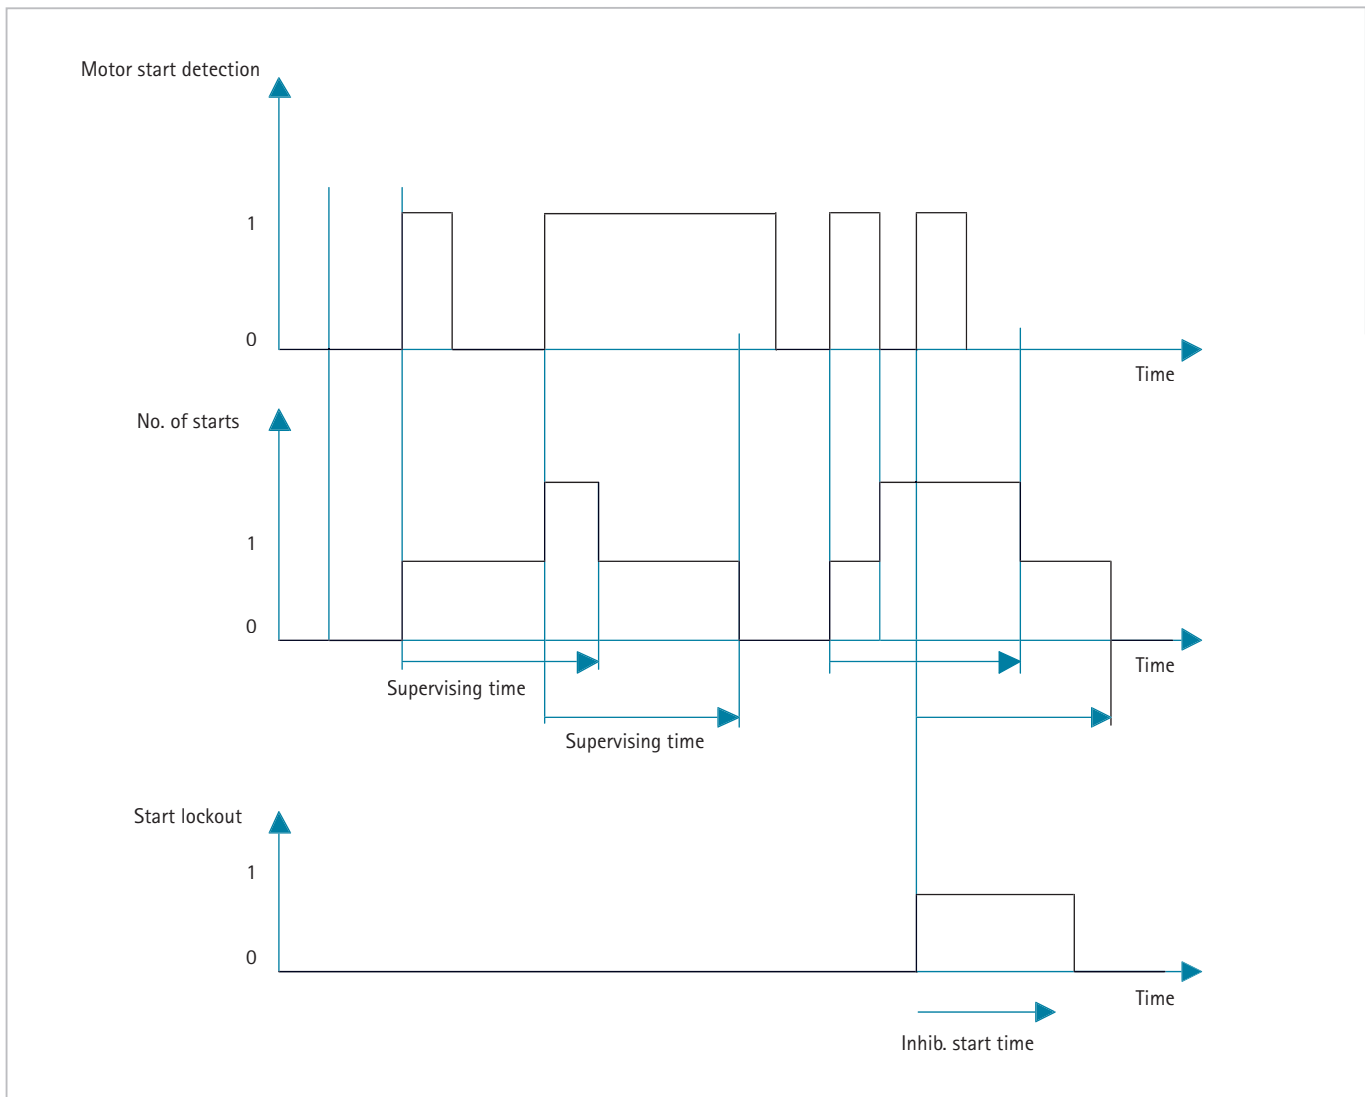 Motor start detection
1
0
Time
No. of starts
1
0
Time
Supervising time
Supervising time
Start lockout
1
0
Time
Inhib. start time